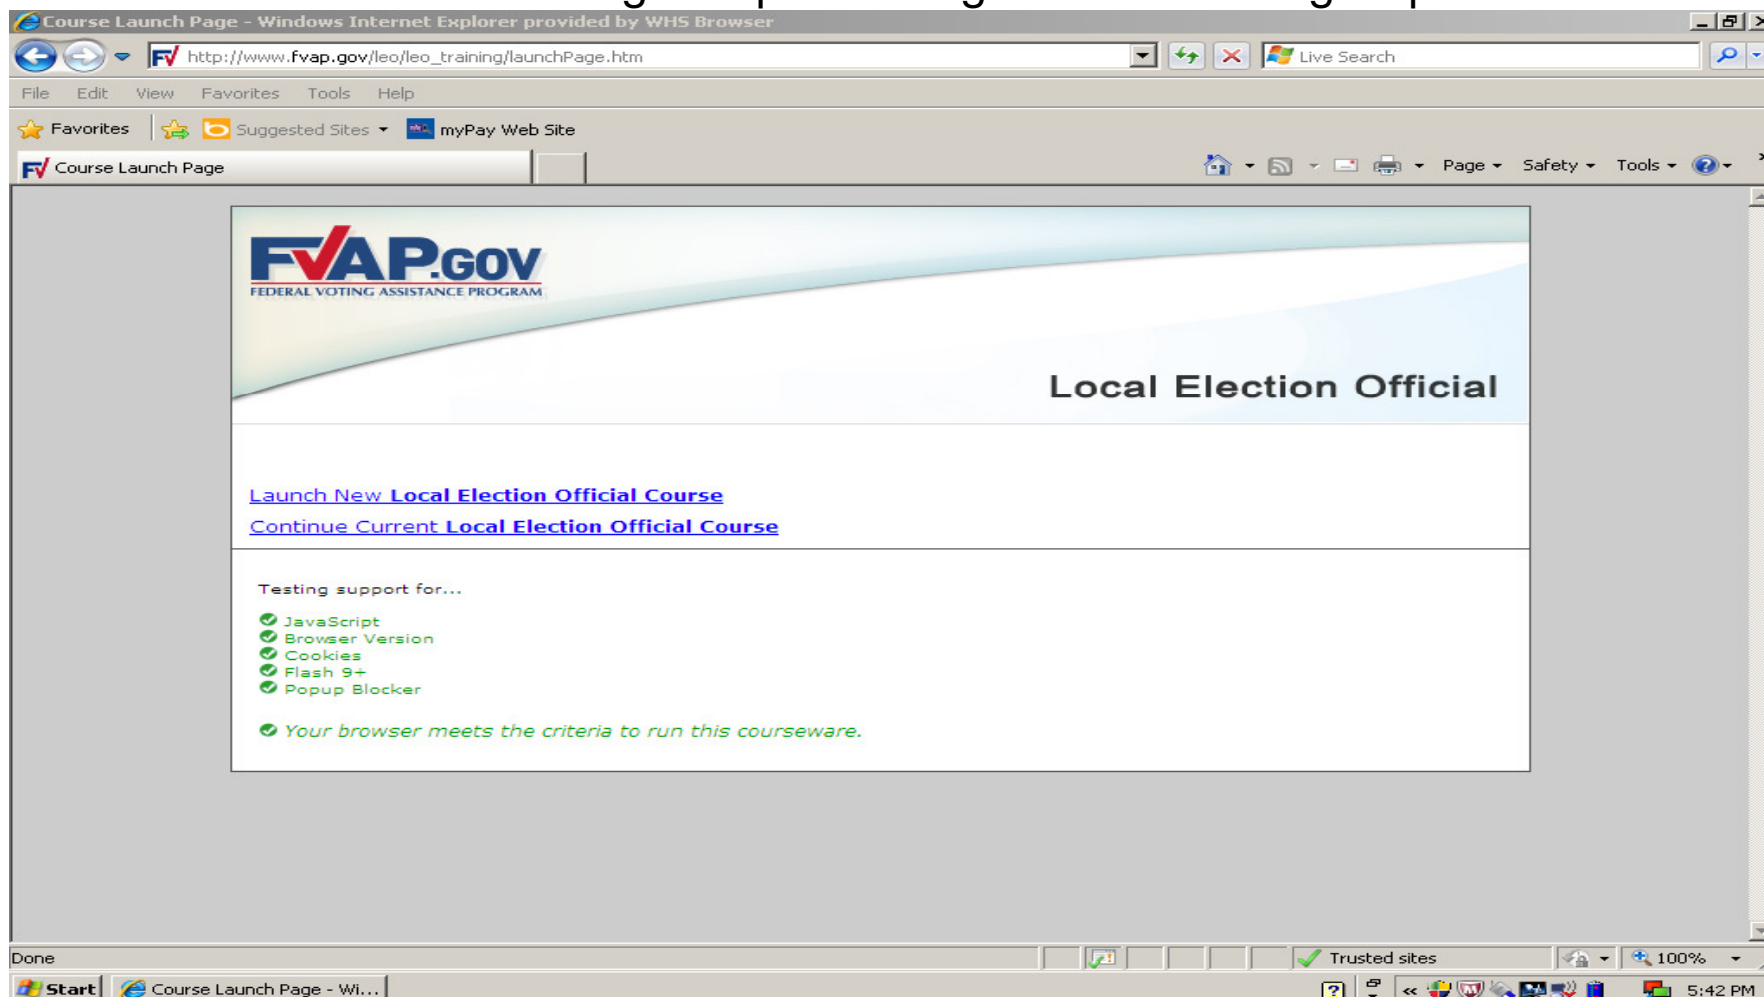 Course Launch Page - Windows Internet Explorer provided by WHS Browser
http://www.fvap.gov/leo/leo_training/launchPage.htm
Live Search
File Edit View Favorites Tools Help
Favorites Suggested Sites myPay Web Site
Course Launch Page
Page Safety Tools
FVAP.GOV
FEDERAL VOTING ASSISTANCE PROGRAM
Local Election Official
Launch New Local Election Official Course
Continue Current Local Election Official Course
Testing support for...
JavaScript
Browser Version
Cookies
Flash 9+
Popup Blocker
Your browser meets the criteria to run this courseware.
Done Trusted sites 100%
Start Course Launch Page - Wi... 5:42 PM